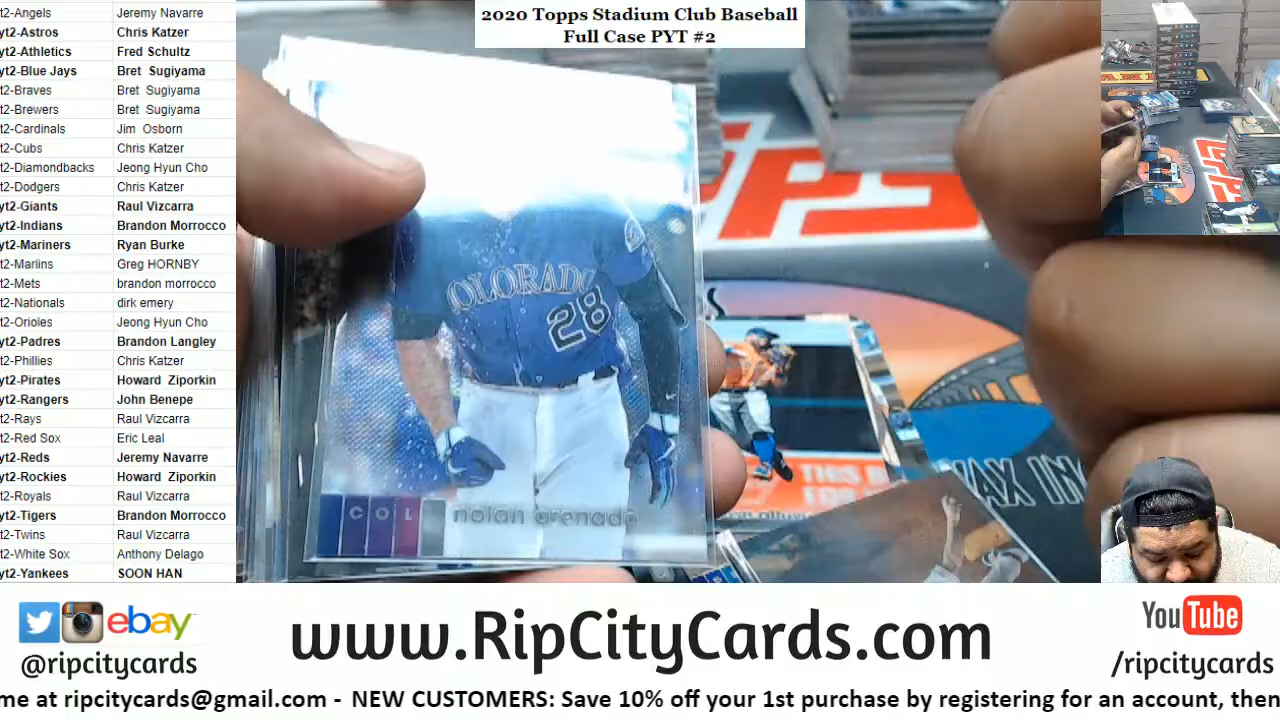 2020 Topps Stadium Club Baseball
Full Case PYT #2
t2-Angels Jeremy Navarre
yt2-Astros Chris Katzer
yt2-Athletics Fred Schultz
yt2-Blue Jays Bret Sugiyama
t2-Braves Bret Sugiyama
t2-Brewers Bret Sugiyama
t2-Cardinals Jim Osborn
t2-Cubs Chris Katzer
t2-Diamondbacks Jeong Hyun Cho
t2-Dodgers Chris Katzer
yt2-Giants Raul Vizcarra
yt2-Indians Brandon Morrocco
yt2-Mariners Ryan Burke
t2-Marlins Greg HORNBY
t2-Mets brandon morrocco
t2-Nationals dirk emery
t2-Orioles Jeong Hyun Cho
yt2-Padres Brandon Langley
t2-Phillies Chris Katzer
yt2-Pirates Howard Ziporkin
yt2-Rangers John Benepe
t2-Rays Raul Vizcarra
t2-Red Sox Eric Leal
yt2-Reds Jeremy Navarre
yt2-Rockies Howard Ziporkin
t2-Royals Raul Vizcarra
yt2-Tigers Brandon Morrocco
t2-Twins Raul Vizcarra
t2-White Sox Anthony Delago
yt2-Yankees SOON HAN
COLORADO
28
COL nolan arenado
THIS B
FOR
WAX IN
ebay
@ripcitycards
www.RipCityCards.com
YouTube
/ripcitycards
me at ripcitycards@gmail.com - NEW CUSTOMERS: Save 10% off your 1st purchase by registering for an account, then